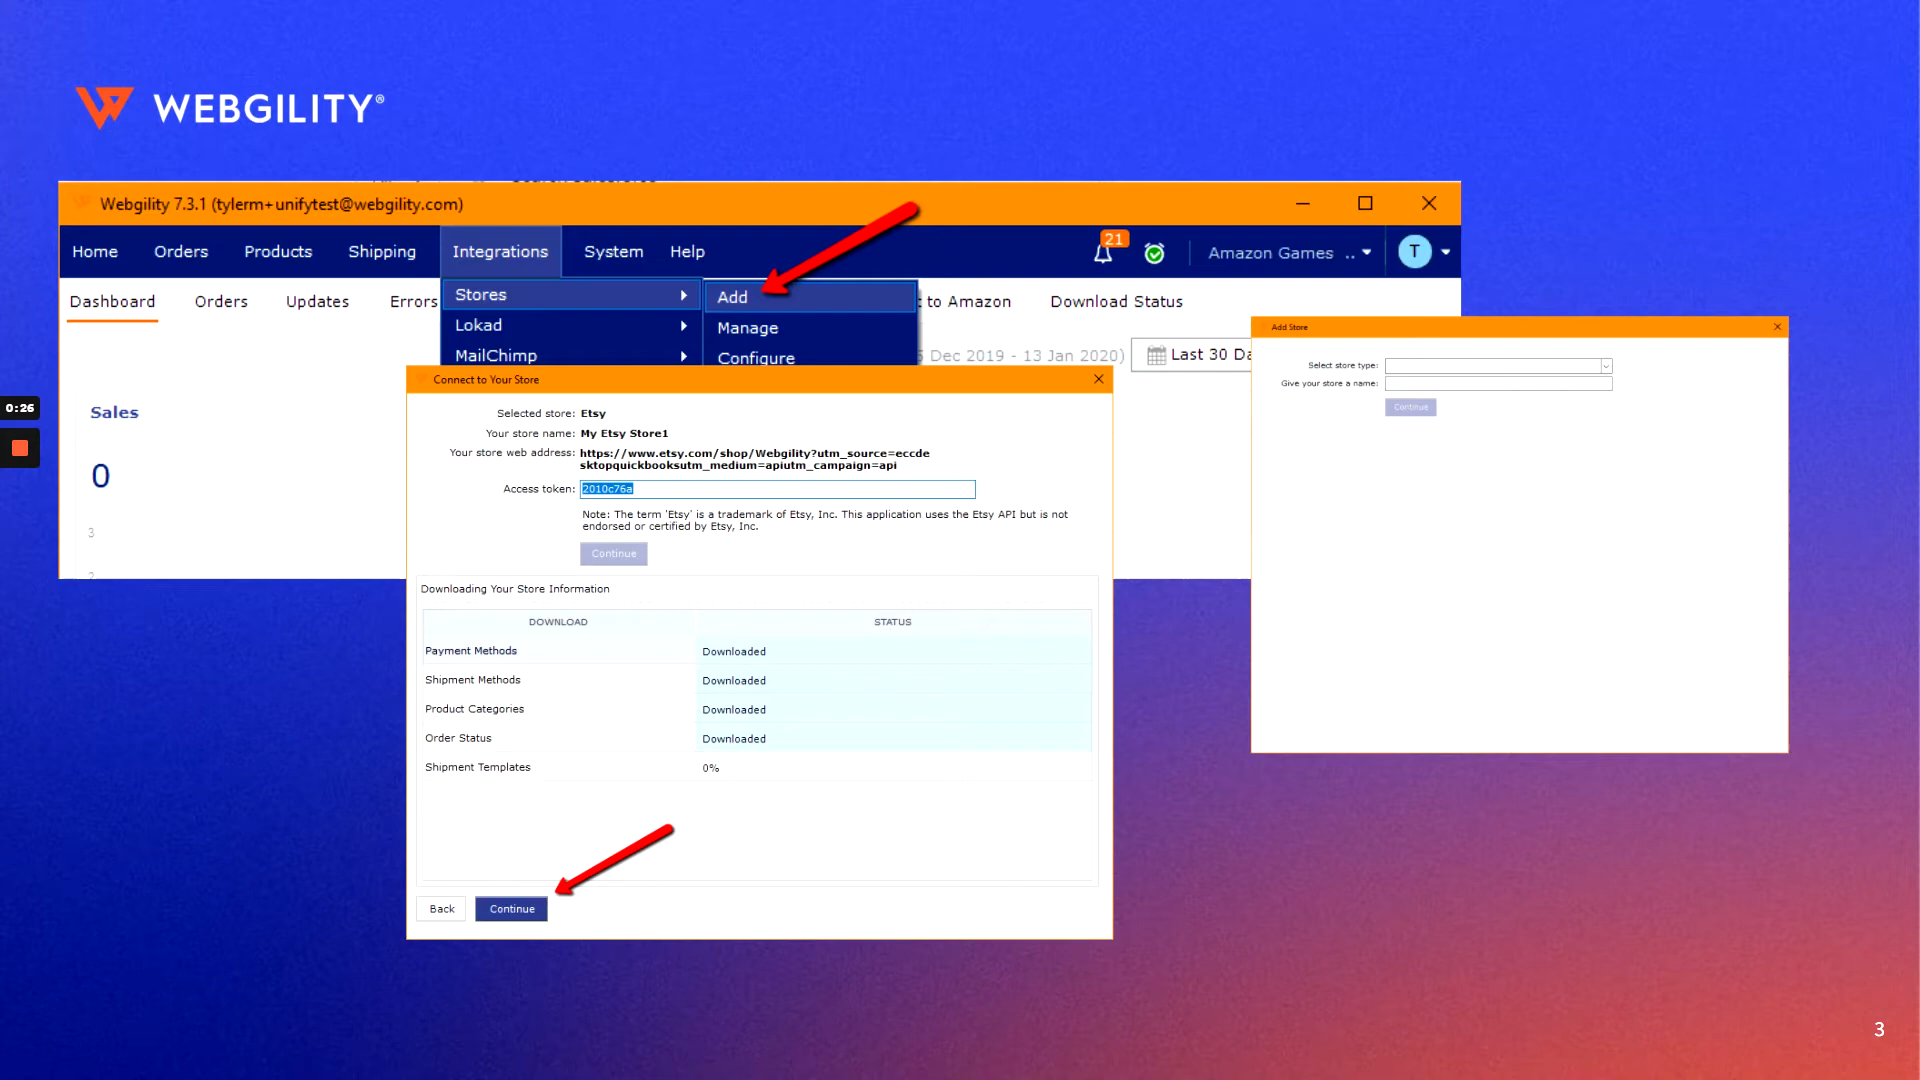 WEBGILITY®
Webgility 7.3.1 (tylerm+unifytest@webgility.com)
Home Orders Products Shipping Integrations System Help 21 Amazon Games .. T
Dashboard Orders Updates Errors Stores Add to Amazon Download Status
Lokad Manage
MailChimp Configure Dec 2019 - 13 Jan 2020) Last 30 Da
Sales
0
3
2
0:26
Connect to Your Store
Selected store: Etsy
Your store name: My Etsy Store1
Your store web address: https://www.etsy.com/shop/Webgility?utm_source=eccde
sktopquickbooksutm_medium=apiutm_campaign=api
Access token: 2010c76a
Note: The term 'Etsy' is a trademark of Etsy, Inc. This application uses the Etsy API but is not
endorsed or certified by Etsy, Inc.
Continue
Downloading Your Store Information
DOWNLOAD STATUS
Payment Methods Downloaded
Shipment Methods Downloaded
Product Categories Downloaded
Order Status Downloaded
Shipment Templates 0%
Back Continue
Add Store
Select store type:
Give your store a name:
Continue
3